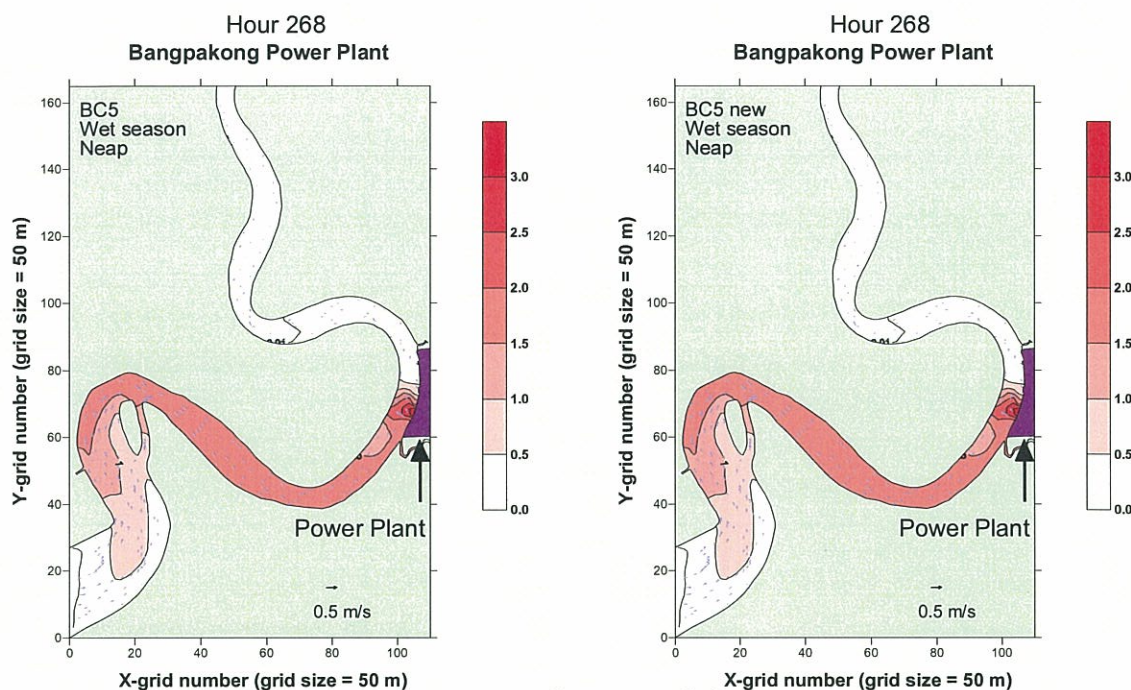 Hour 268
Bangpakong Power Plant
BC5
Wet season
Neap
Y-grid number (grid size = 50 m)
160
140
120
100
80
60
40
20
0
0.01
1
Power Plant
0.5 m/s
0 20 40 60 80 100
X-grid number (grid size = 50 m)
3.0
2.5
2.0
1.5
1.0
0.5
0.0
Hour 268
Bangpakong Power Plant
BC5 new
Wet season
Neap
Y-grid number (grid size = 50 m)
160
140
120
100
80
60
40
20
0
1
Power Plant
0.5 m/s
0 20 40 60 80 100
X-grid number (grid size = 50 m)
3.0
2.5
2.0
1.5
1.0
0.5
0.0